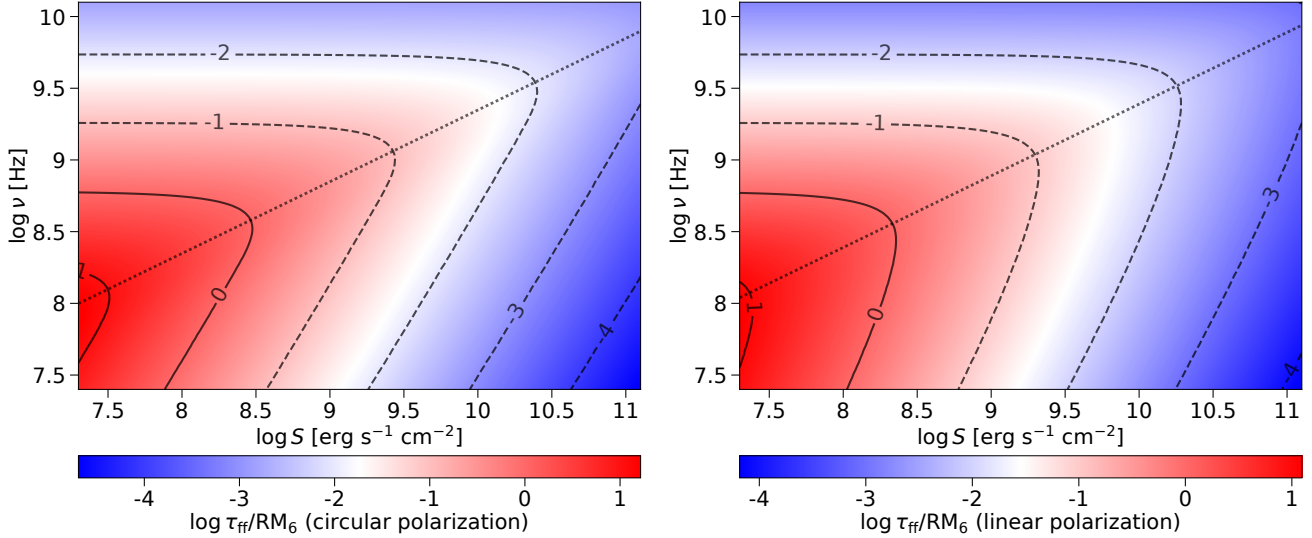 10
9.5
9
8.5
8
7.5
log ν [Hz]
-2
-1
1
0
-3
-4
7.5 8 8.5 9 9.5 10 10.5 11
log S [erg s⁻¹ cm⁻²]
-4 -3 -2 -1 0 1
log τ_ff/RM₆ (circular polarization)
10
9.5
9
8.5
8
7.5
log ν [Hz]
-2
-1
1
0
-3
-4
7.5 8 8.5 9 9.5 10 10.5 11
log S [erg s⁻¹ cm⁻²]
-4 -3 -2 -1 0 1
log τ_ff/RM₆ (linear polarization)